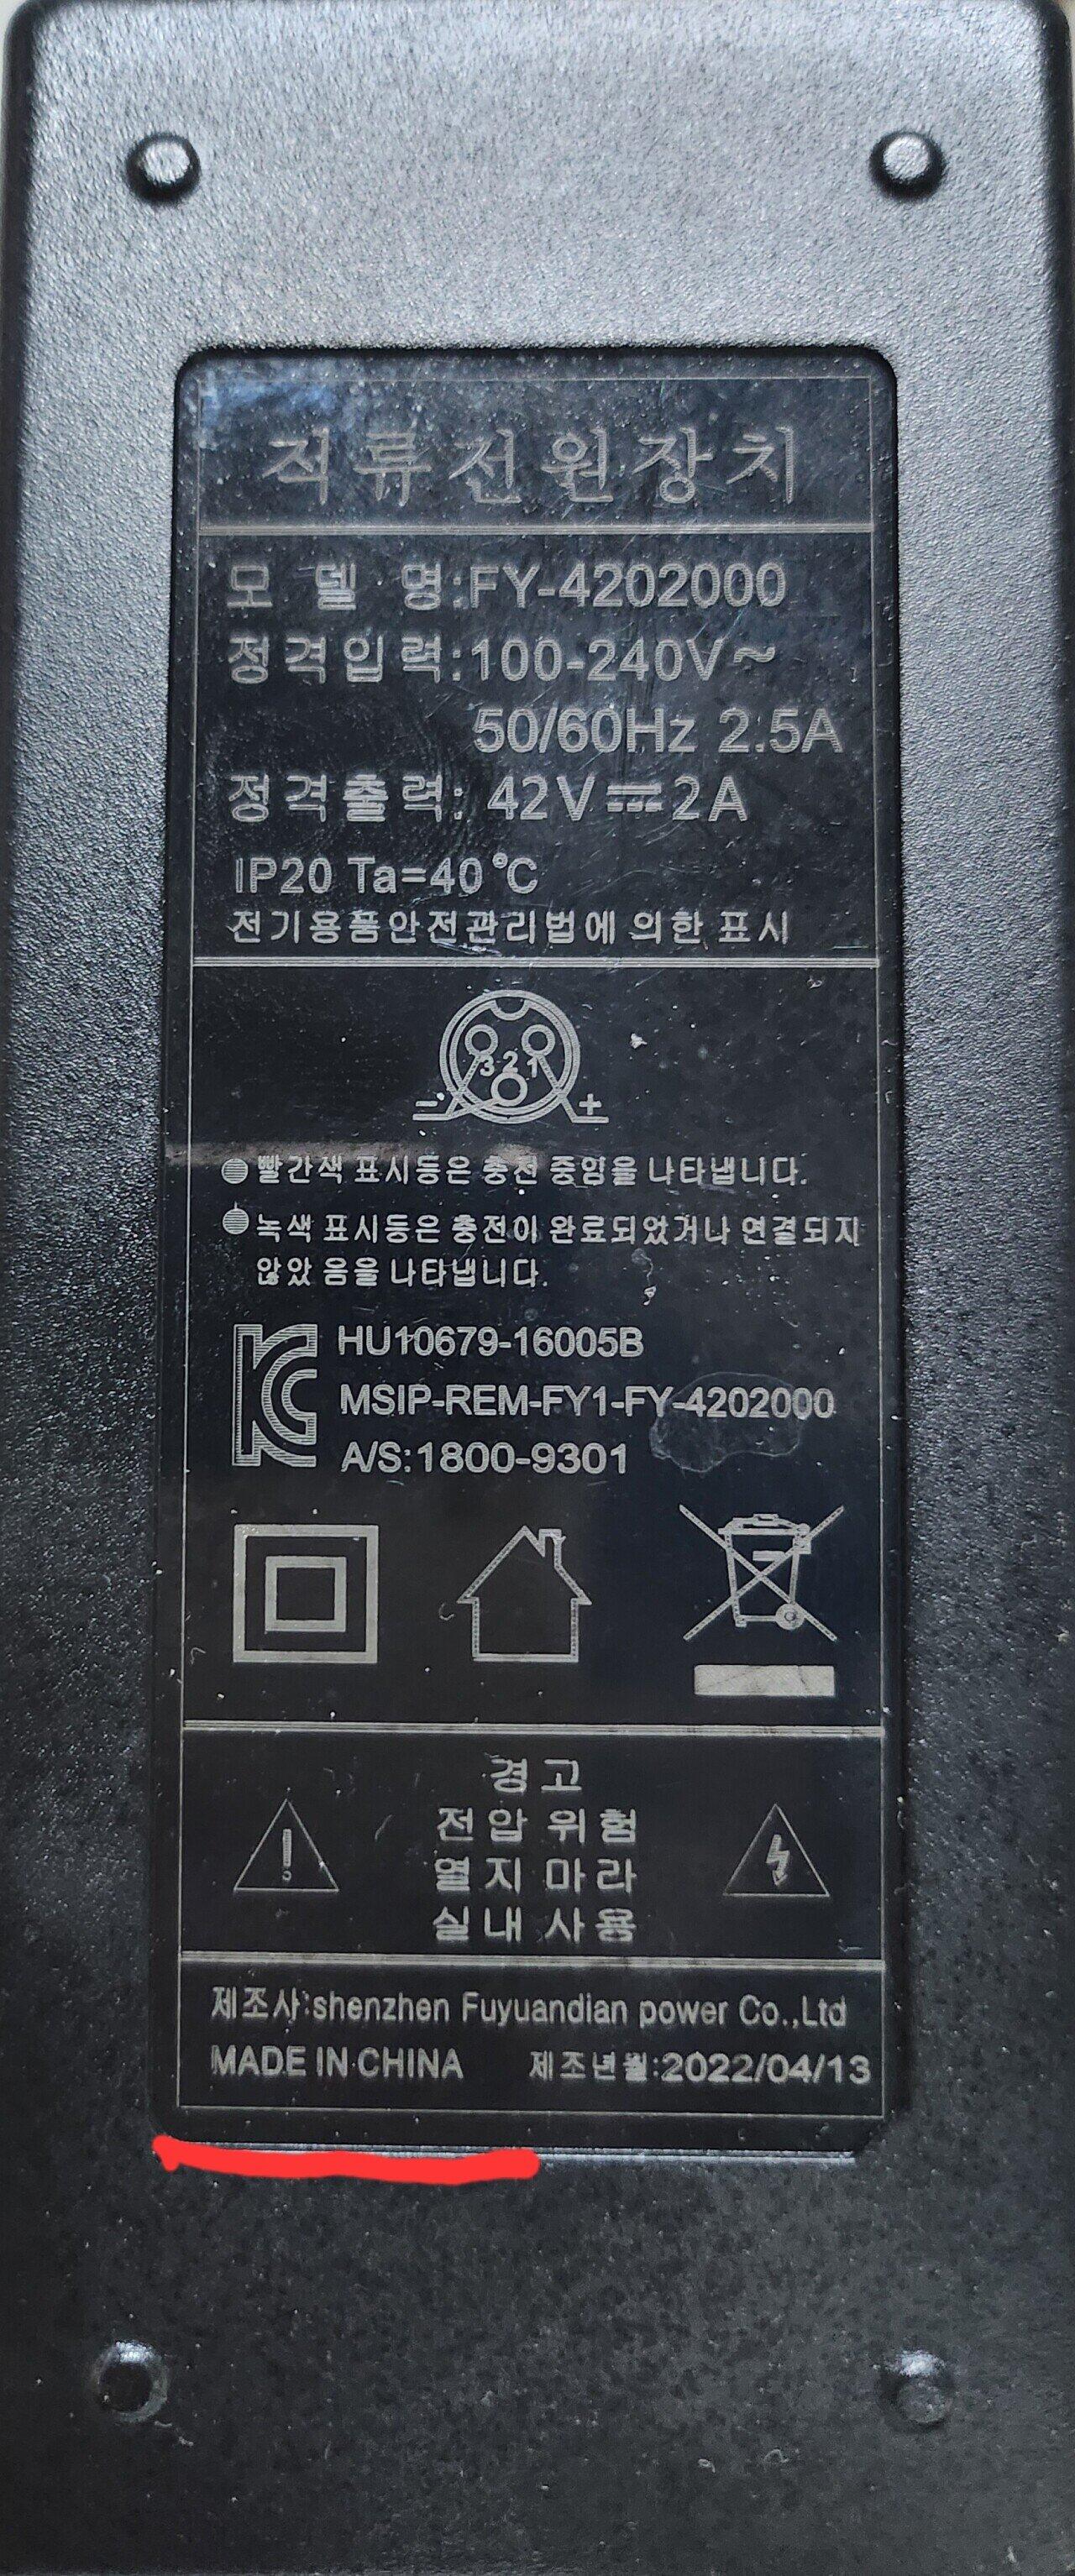 직류전원장치
모 델 명:FY-4202000
정격입력:100-240V~
50/60Hz 2.5A
정격출력: 42V⎓2A
IP20 Ta=40℃
전기용품안전관리법에 의한 표시
3 2 1
- +
빨간색 표시등은 충전 중임을 나타냅니다.
녹색 표시등은 충전이 완료되었거나 연결되지
않았 음을 나타냅니다.
KC HU10679-16005B
MSIP-REM-FY1-FY-4202000
A/S:1800-9301
경고
전압 위험
열지 마라
실내 사용
제조사:shenzhen Fuyuandian power Co.,Ltd
MADE IN CHINA 제조년월:2022/04/13